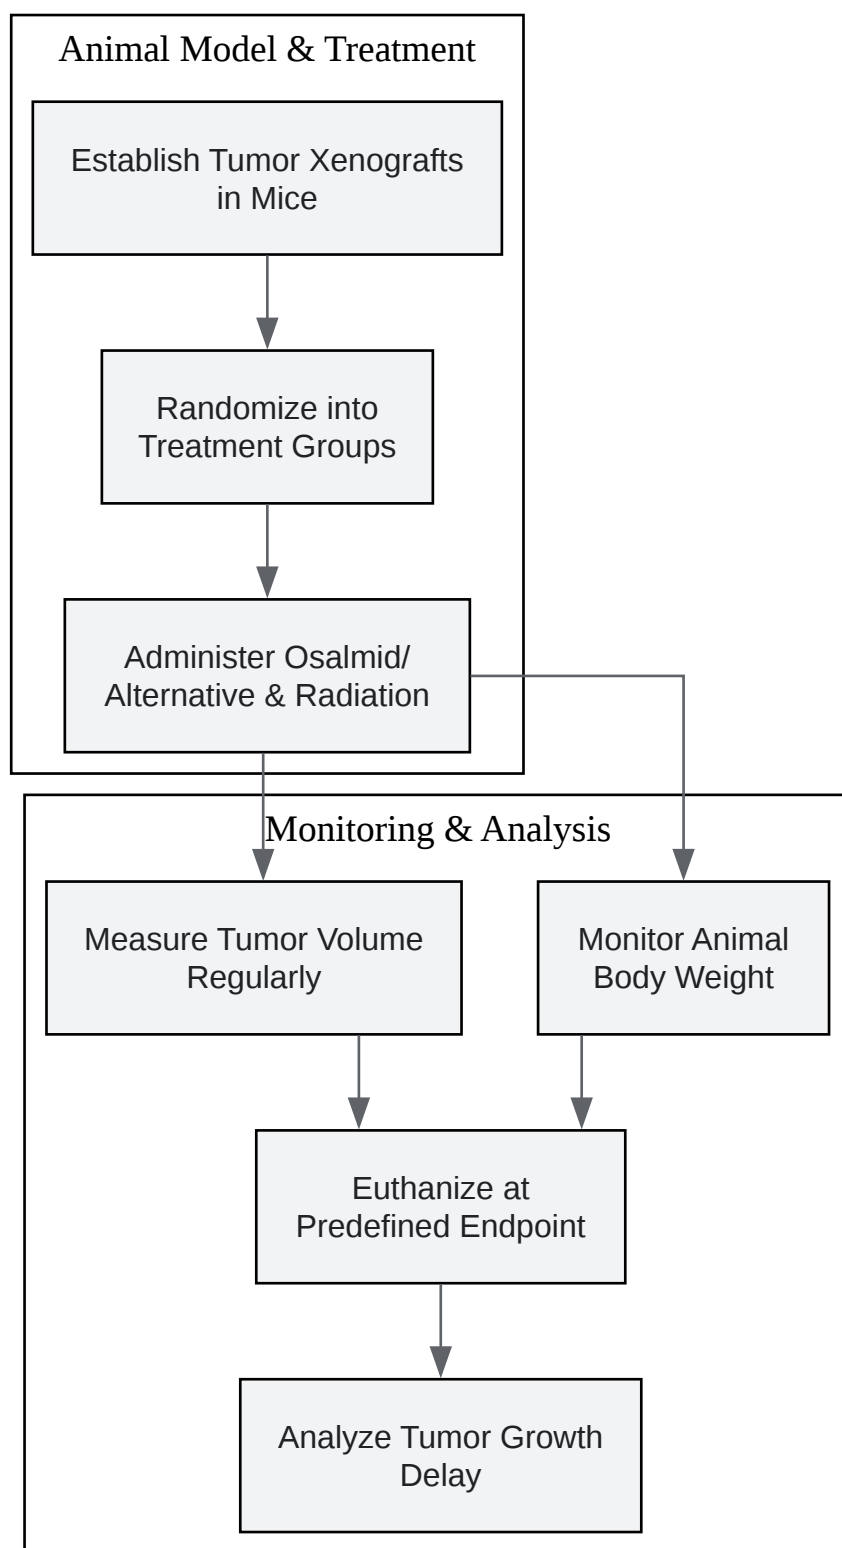 Animal Model & Treatment
Establish Tumor Xenografts
in Mice
Randomize into
Treatment Groups
Administer Osalmid/
Alternative & Radiation
Monitoring & Analysis
Measure Tumor Volume
Regularly
Monitor Animal
Body Weight
Euthanize at
Predefined Endpoint
Analyze Tumor Growth
Delay